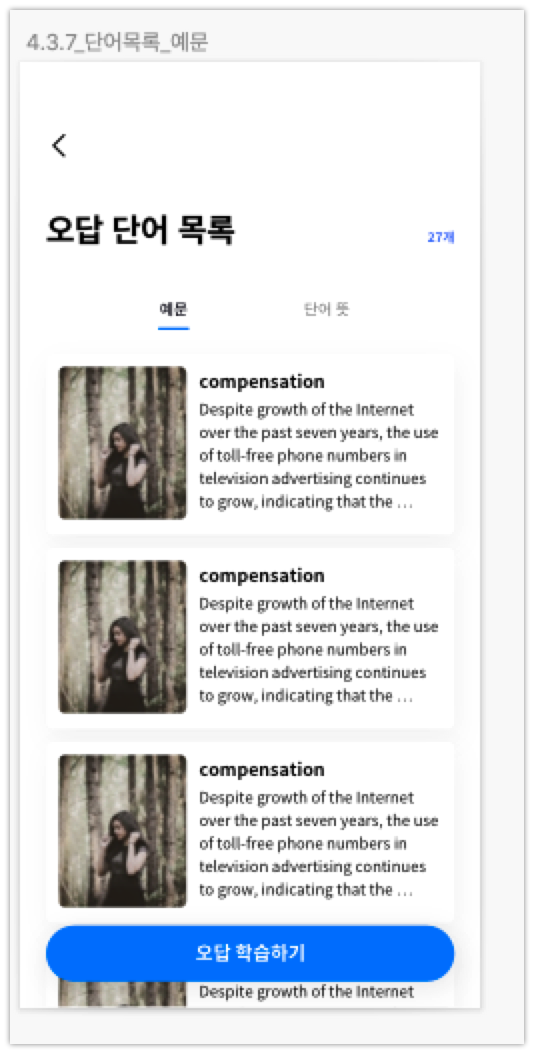 4.3.7_단어목록_예문
오답 단어 목록
27개
예문 단어 뜻
compensation
Despite growth of the Internet
over the past seven years, the use
of toll-free phone numbers in
television advertising continues
to grow, indicating that the …
compensation
Despite growth of the Internet
over the past seven years, the use
of toll-free phone numbers in
television advertising continues
to grow, indicating that the …
compensation
Despite growth of the Internet
over the past seven years, the use
of toll-free phone numbers in
television advertising continues
to grow, indicating that the …
오답 학습하기
Despite growth of the Internet